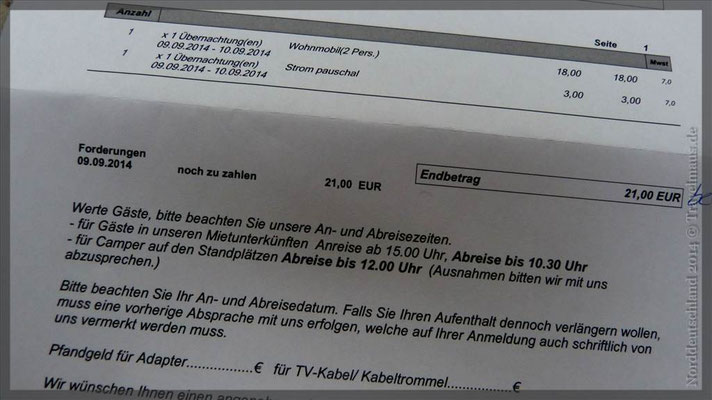 Seite 1
Anzahl Mwst
1 x 1 Übernachtung(en) Wohnmobil(2 Pers.) 18,00 18,00 7,0
09.09.2014 - 10.09.2014
1 x 1 Übernachtung(en) Strom pauschal 3,00 3,00 7,0
09.09.2014 - 10.09.2014
Forderungen
09.09.2014 noch zu zahlen 21,00 EUR Endbetrag 21,00 EUR
Werte Gäste, bitte beachten Sie unsere An- und Abreisezeiten.
- für Gäste in unseren Mietunterkünften Anreise ab 15.00 Uhr, Abreise bis 10.30 Uhr
- für Camper auf den Standplätzen Abreise bis 12.00 Uhr (Ausnahmen bitten wir mit uns
abzusprechen.)
Bitte beachten Sie Ihr An- und Abreisedatum. Falls Sie Ihren Aufenthalt dennoch verlängern wollen,
muss eine vorherige Absprache mit uns erfolgen, welche auf Ihrer Anmeldung auch schriftlich von
uns vermerkt werden muss.
Pfandgeld für Adapter.................€ für TV-Kabel/ Kabeltrommel.................€
Wir wünschen Ihnen einen
Norddeutschland 2014 ©